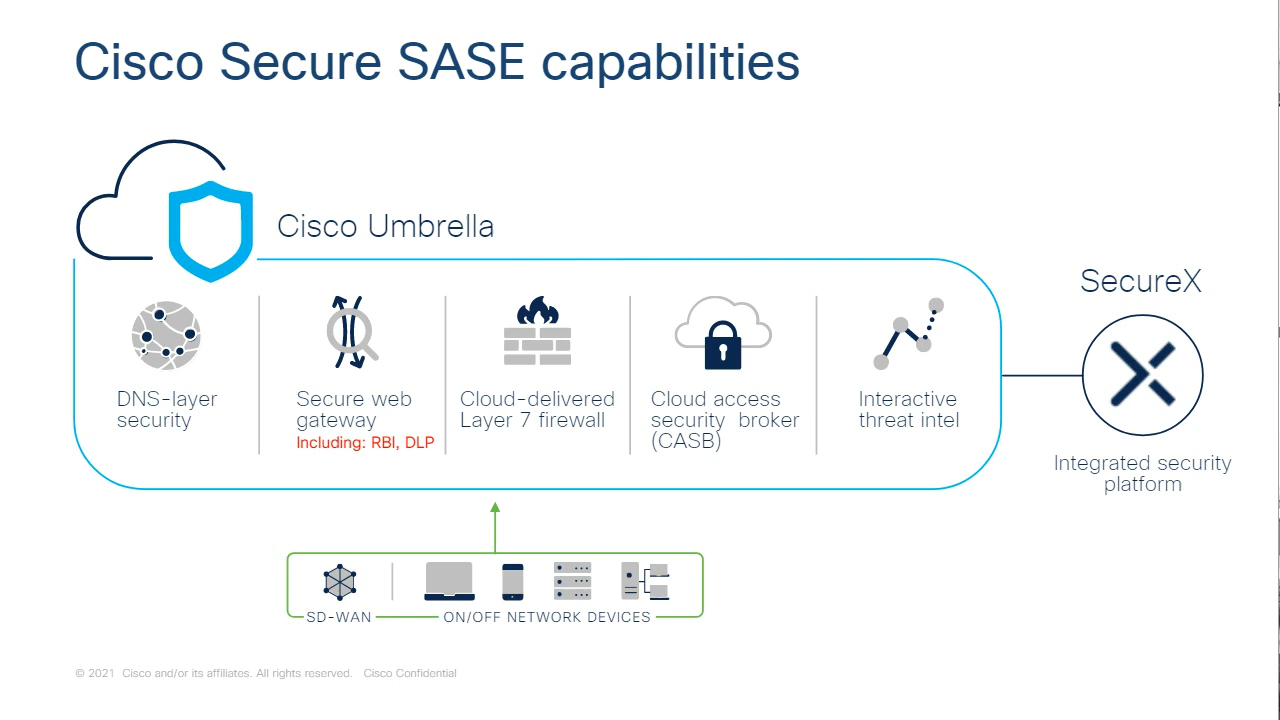 Cisco Secure SASE capabilities
Cisco Umbrella
SecureX
DNS-layer
security
Secure web
gateway
Including: RBI, DLP
Cloud-delivered
Layer 7 firewall
Cloud access
security broker
(CASB)
Interactive
threat intel
Integrated security
platform
SD-WAN
ON/OFF NETWORK DEVICES
© 2021 Cisco and/or its affiliates. All rights reserved. Cisco Confidential